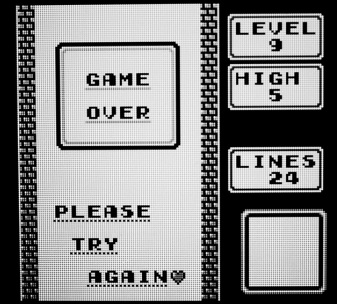 GAME
OVER
PLEASE
TRY
AGAIN♥
LEVEL
9
HIGH
5
LINES
24